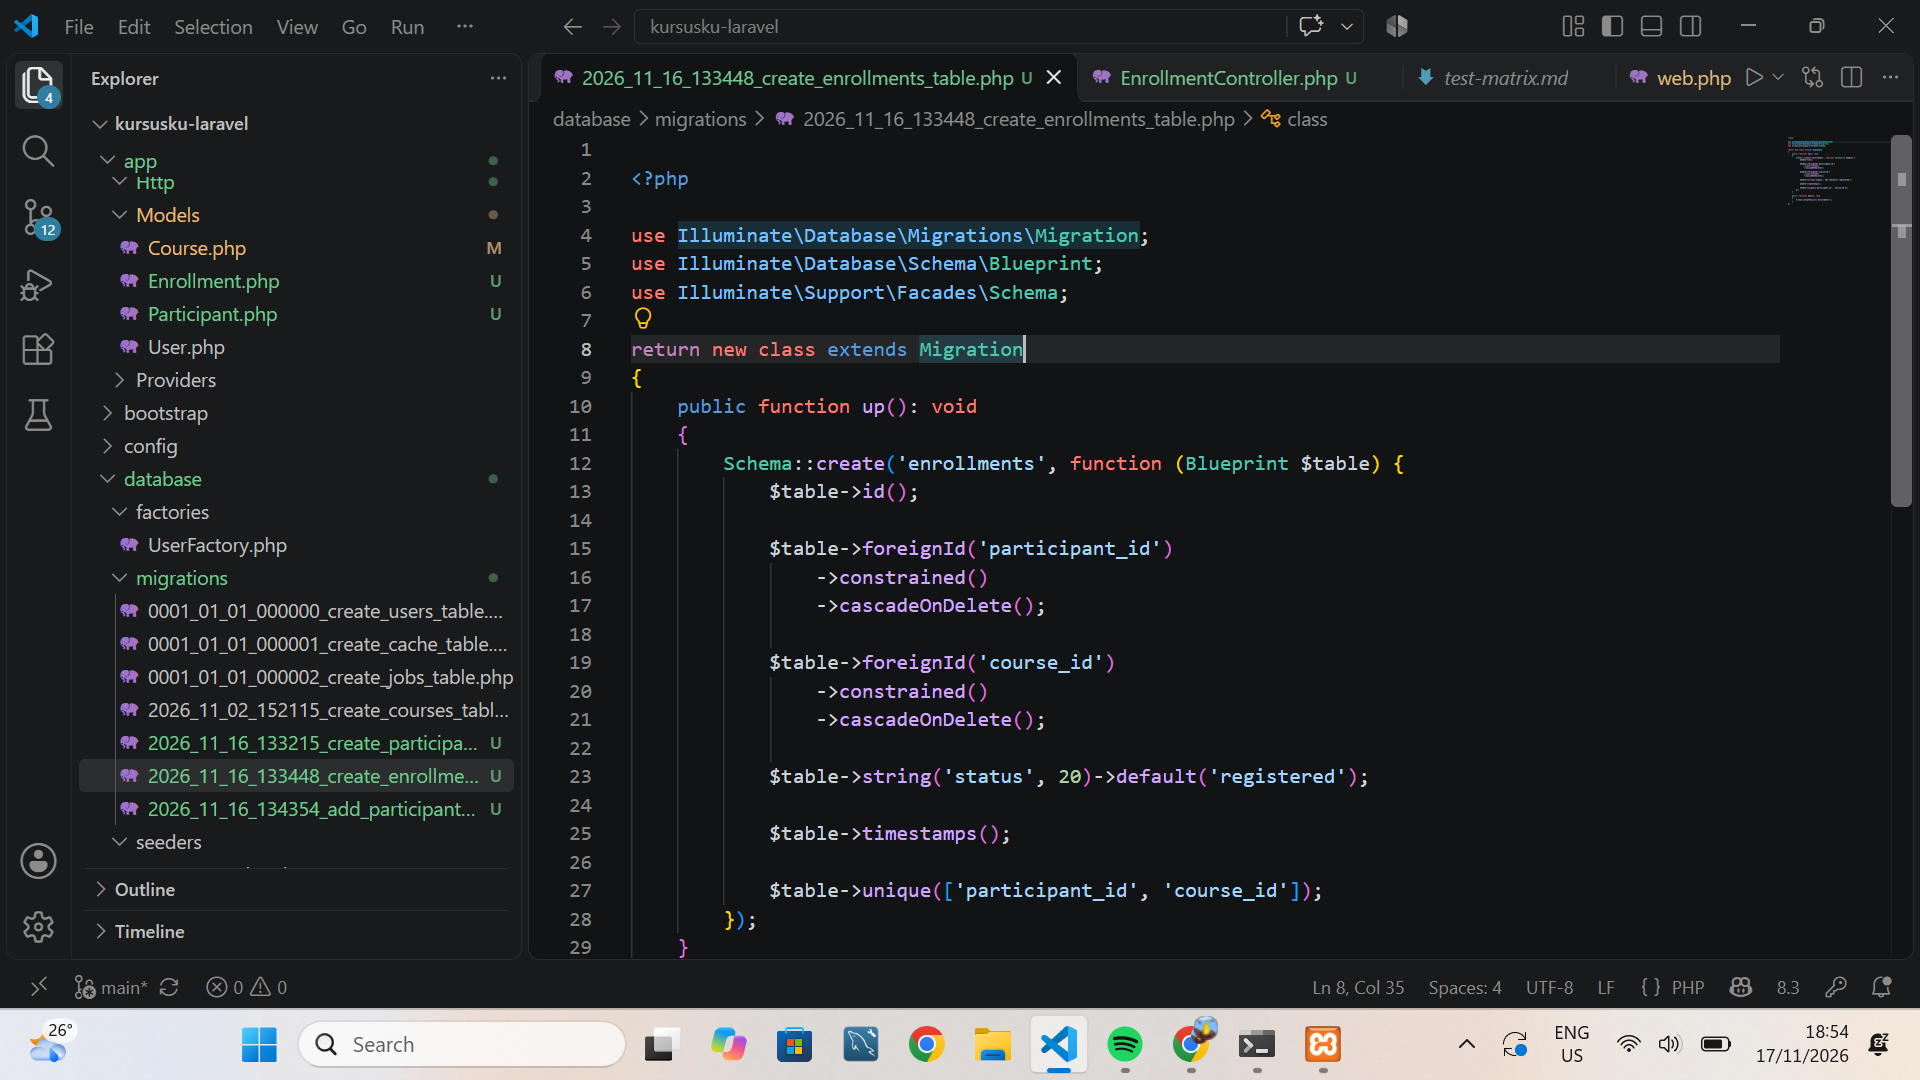 File Edit Selection View Go Run ···
kursusku-laravel
Explorer
4
12
kursusku-laravel
app
Http
Models
Course.php M
Enrollment.php U
Participant.php U
User.php
Providers
bootstrap
config
database
factories
UserFactory.php
migrations
0001_01_01_000000_create_users_table....
0001_01_01_000001_create_cache_table....
0001_01_01_000002_create_jobs_table.php
2026_11_02_152115_create_courses_tabl...
2026_11_16_133215_create_participa... U
2026_11_16_133448_create_enrollme... U
2026_11_16_134354_add_participant... U
seeders
Outline
Timeline
2026_11_16_133448_create_enrollments_table.php U
EnrollmentController.php U
test-matrix.md
web.php
database > migrations > 2026_11_16_133448_create_enrollments_table.php > class
1
2 <?php
3
4 use Illuminate\Database\Migrations\Migration;
5 use Illuminate\Database\Schema\Blueprint;
6 use Illuminate\Support\Facades\Schema;
7
8 return new class extends Migration
9 {
10 public function up(): void
11 {
12 Schema::create('enrollments', function (Blueprint $table) {
13 $table->id();
14
15 $table->foreignId('participant_id')
16 ->constrained()
17 ->cascadeOnDelete();
18
19 $table->foreignId('course_id')
20 ->constrained()
21 ->cascadeOnDelete();
22
23 $table->string('status', 20)->default('registered');
24
25 $table->timestamps();
26
27 $table->unique(['participant_id', 'course_id']);
28 });
29 }
main* 0 0
Ln 8, Col 35 Spaces: 4 UTF-8 LF { } PHP 8.3
26°
Search
ENG
US
18:54
17/11/2026